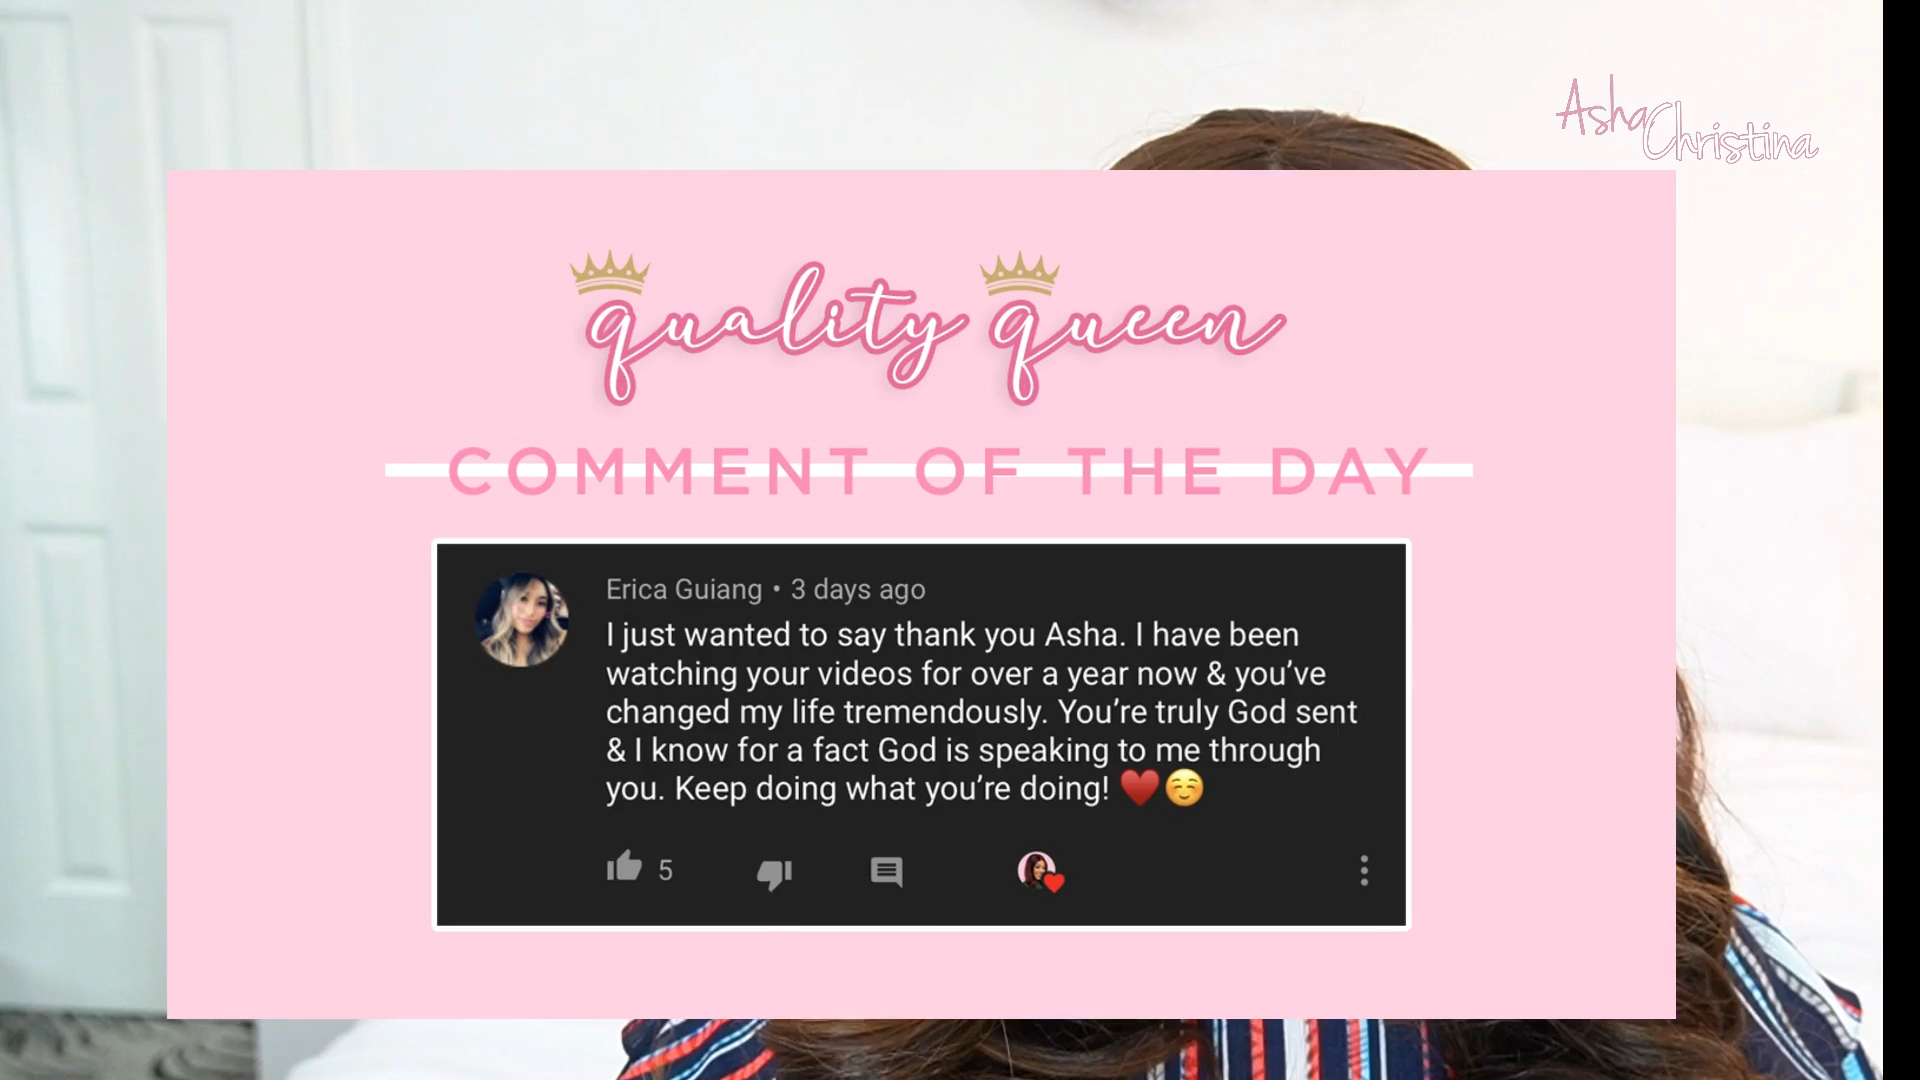 Asha Christina
quality queen
COMMENT OF THE DAY
Erica Guiang • 3 days ago
I just wanted to say thank you Asha. I have been
watching your videos for over a year now & you’ve
changed my life tremendously. You’re truly God sent
& I know for a fact God is speaking to me through
you. Keep doing what you’re doing! ♥️☺️
5